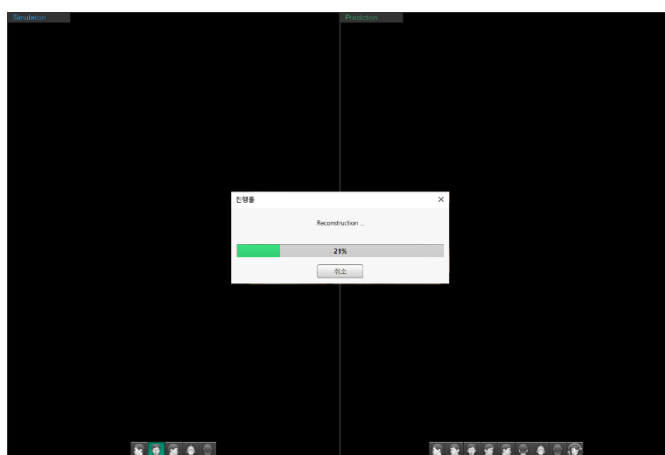 Simulation
Prediction
진행률
Reconstruction ...
21%
취소